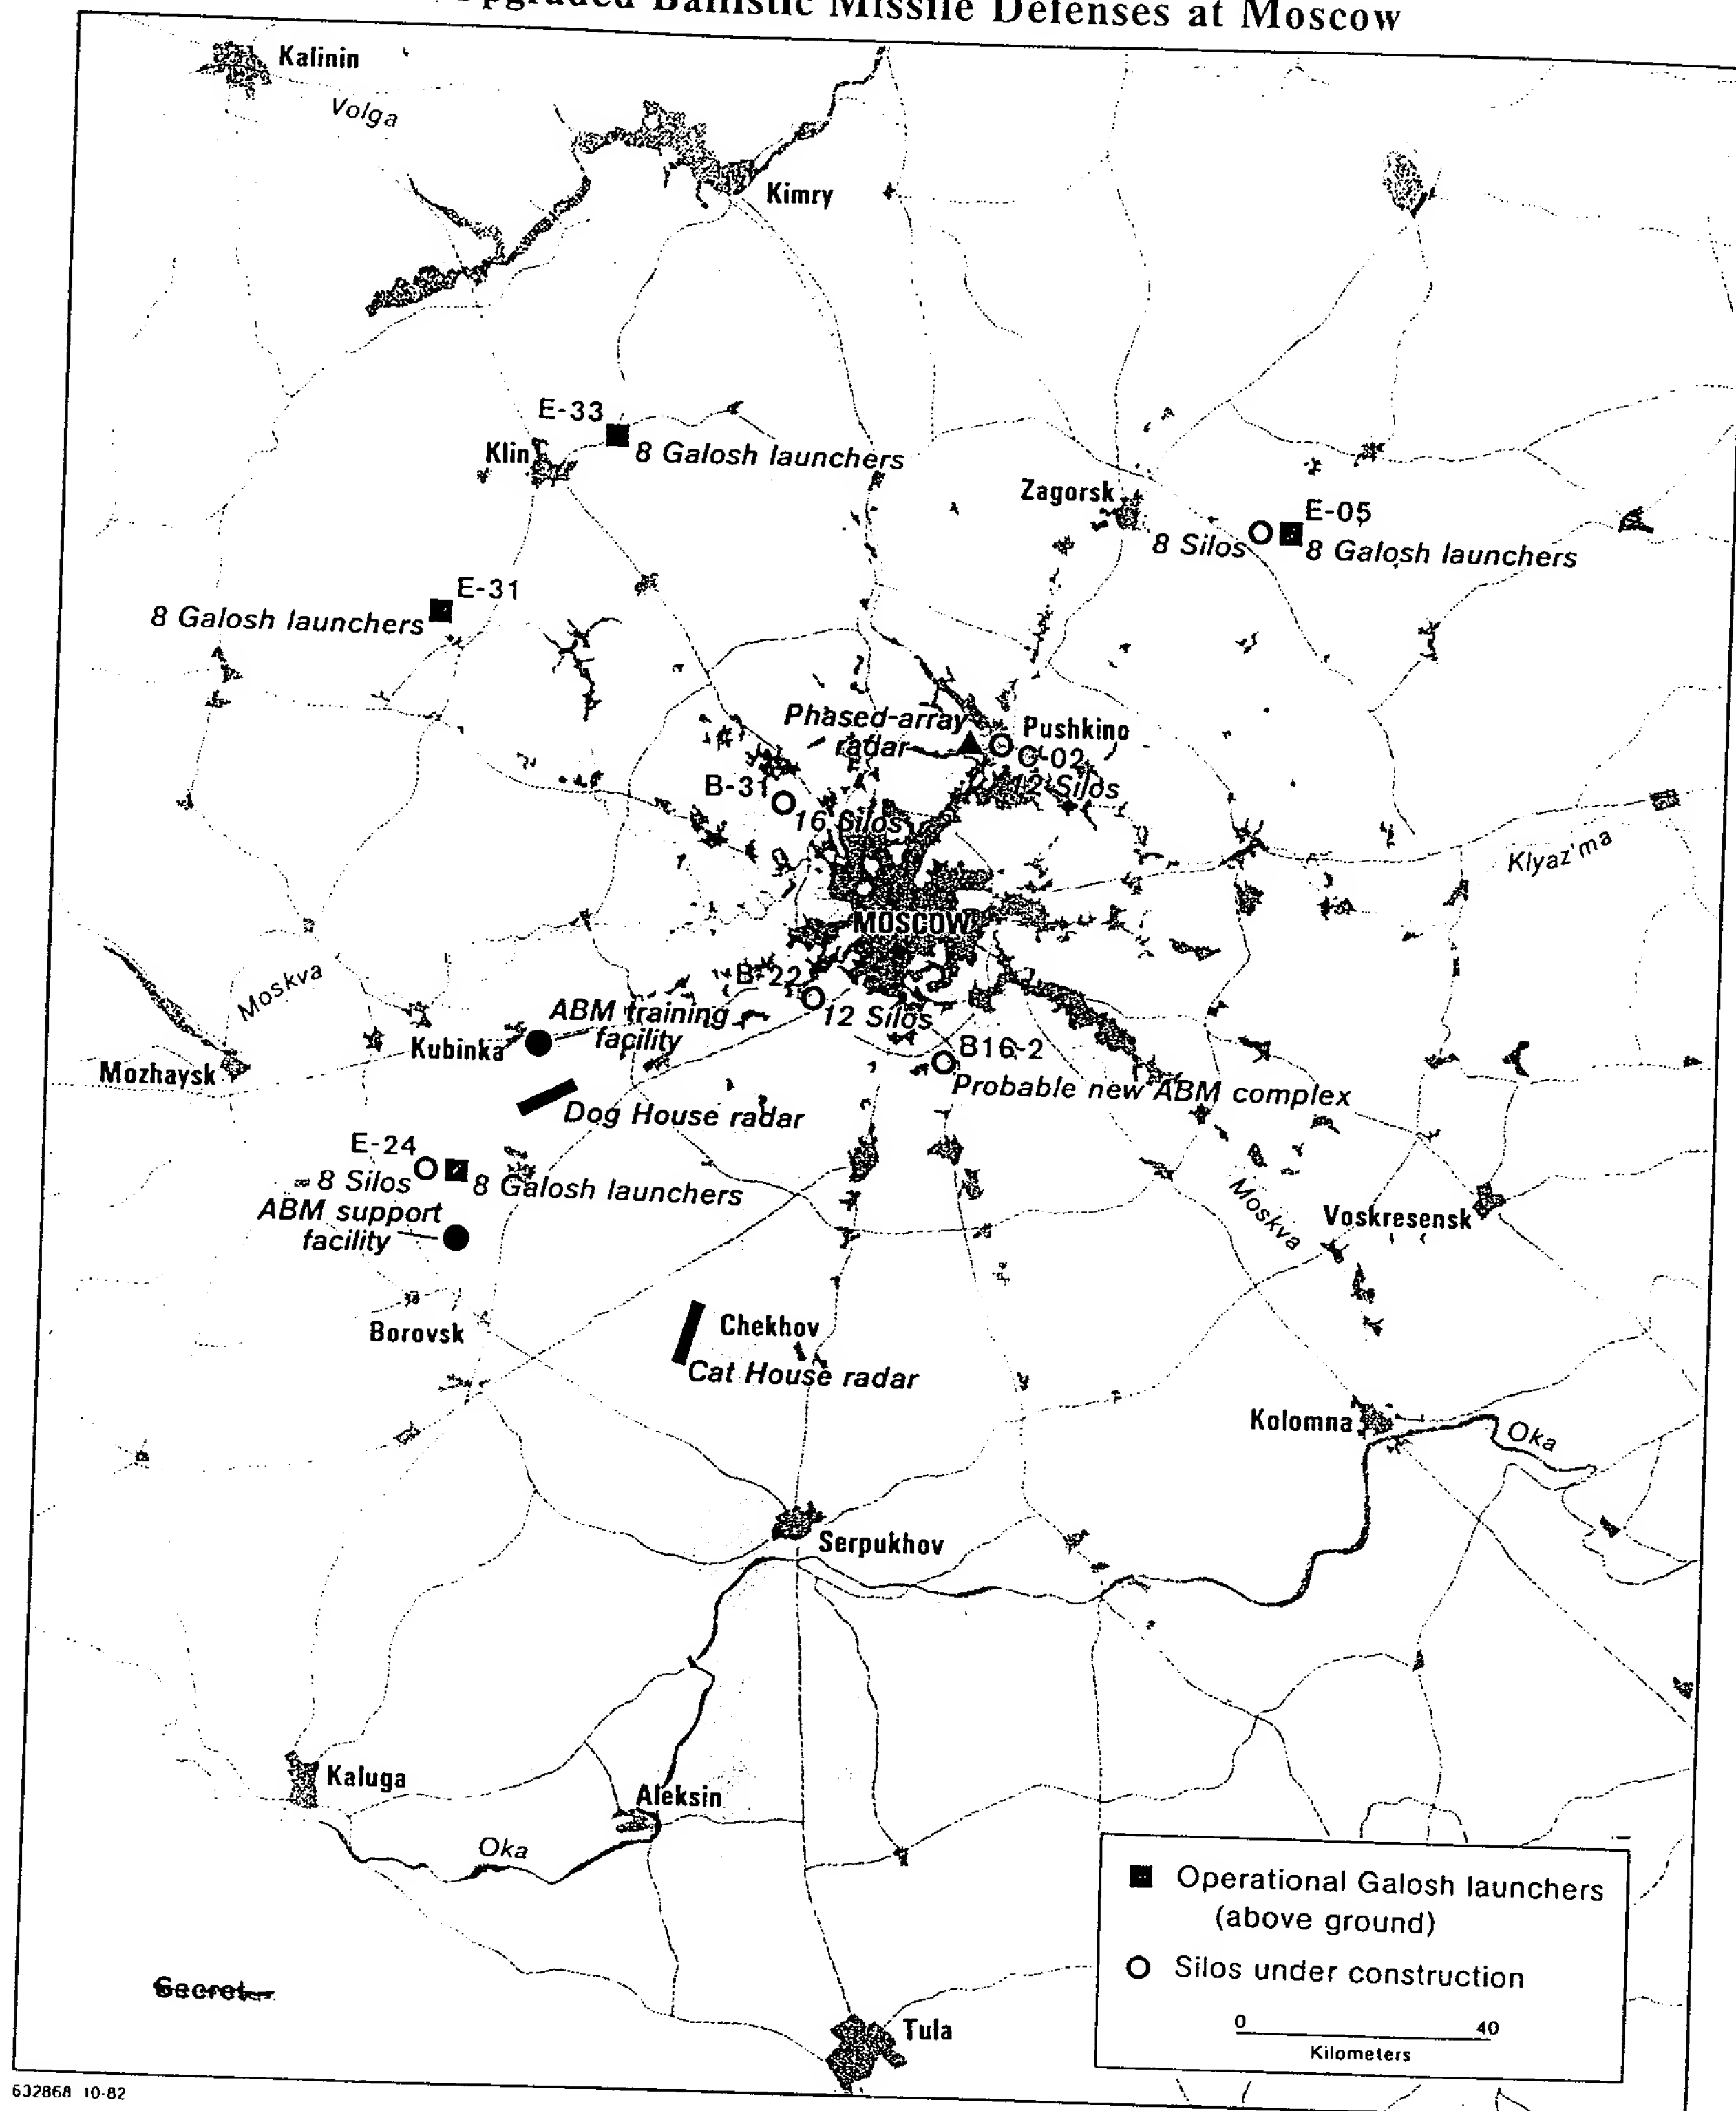 Upgraded Ballistic Missile Defenses at Moscow
Kalinin
Volga
Kimry
E-33
Klin
8 Galosh launchers
Zagorsk
E-05
8 Silos
8 Galosh launchers
E-31
8 Galosh launchers
Phased-array
radar
Pushkino
C-02
12 Silos
B-31
16 Silos
Klyaz'ma
MOSCOW
Moskva
B-22
12 Silos
ABM training
facility
Kubinka
Mozhaysk
B16-2
Probable new ABM complex
Dog House radar
E-24
8 Silos
8 Galosh launchers
ABM support
facility
Moskva
Voskresensk
Borovsk
Chekhov
Cat House radar
Kolomna
Oka
Serpukhov
Kaluga
Aleksin
Oka
Operational Galosh launchers
(above ground)
Silos under construction
0 40
Kilometers
Secret
Tula
632868 10-82